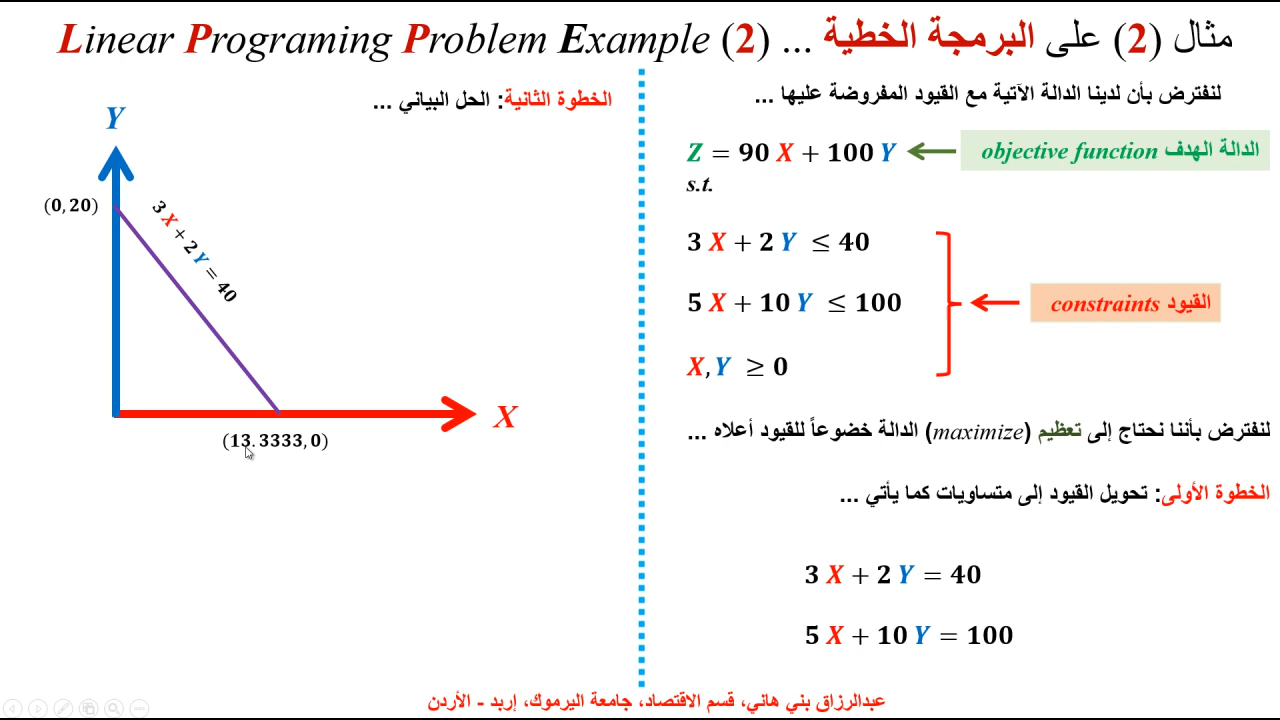 Linear Programing Problem Example (2) ... مثال (2) على البرمجة الخطية
لنفترض بأن لدينا الدالة الآتية مع القيود المفروضة عليها ...
Z = 90 X + 100 Y
الدالة الهدف objective function
s.t.
3 X + 2 Y ≤ 40
5 X + 10 Y ≤ 100
X, Y ≥ 0
القيود constraints
لنفترض بأننا نحتاج إلى تعظيم (maximize) الدالة خضوعاً للقيود أعلاه ...
الخطوة الأولى: تحويل القيود إلى متساويات كما يأتي ...
3 X + 2 Y = 40
5 X + 10 Y = 100
الخطوة الثانية: الحل البياني ...
Y
(0, 20)
3 X + 2 Y = 40
X
(13.3333, 0)
عبدالرزاق بني هاني، قسم الاقتصاد، جامعة اليرموك، إربد - الأردن